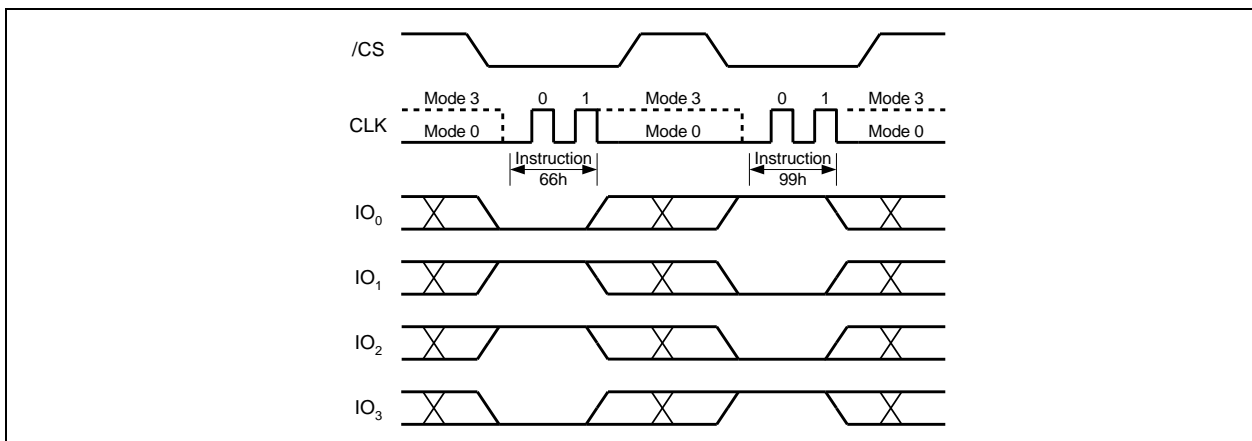 /CS
Mode 3 0 1 Mode 3 0 1 Mode 3
CLK
Mode 0 Mode 0 Mode 0
Instruction Instruction
66h 99h
IO0
IO1
IO2
IO3